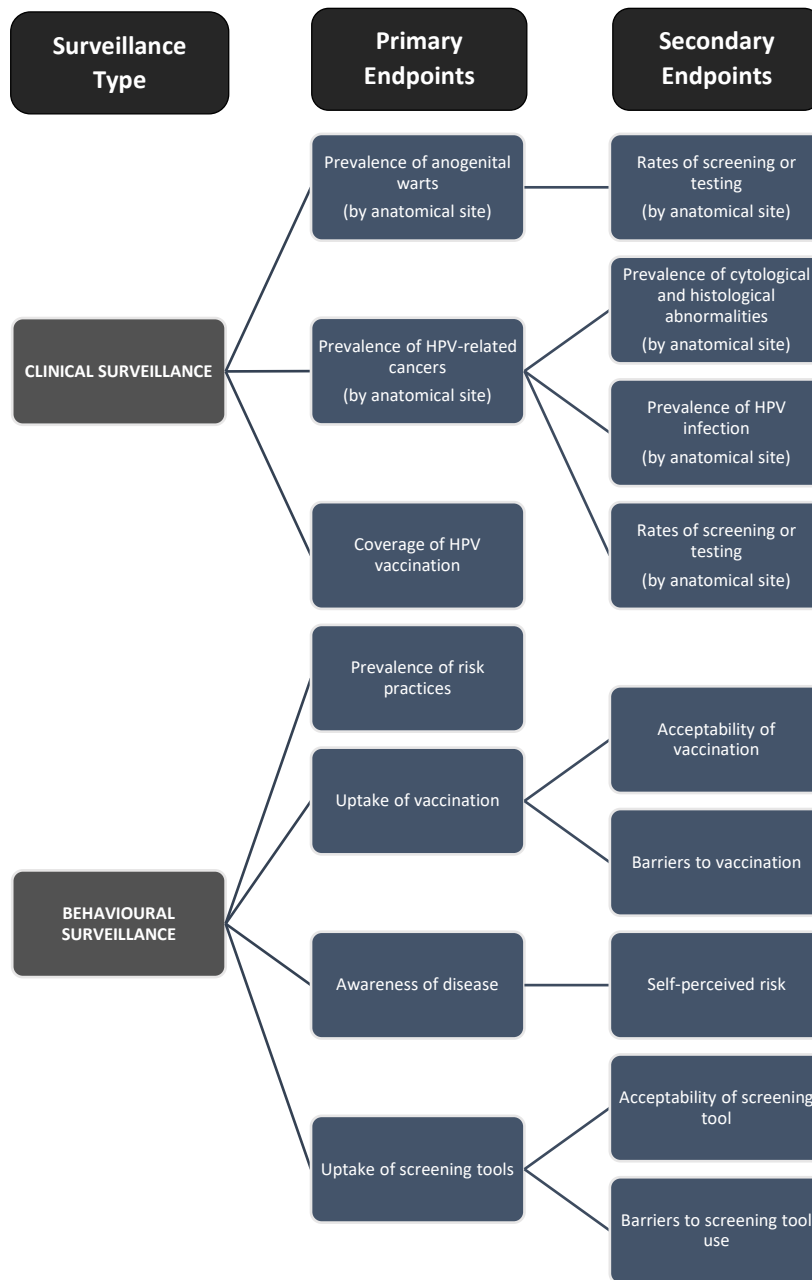 Surveillance
Type
Primary
Endpoints
Secondary
Endpoints
CLINICAL SURVEILLANCE
Prevalence of anogenital
warts
(by anatomical site)
Rates of screening or
testing
(by anatomical site)
Prevalence of HPV-related
cancers
(by anatomical site)
Prevalence of cytological
and histological
abnormalities
(by anatomical site)
Prevalence of HPV
infection
(by anatomical site)
Rates of screening or
testing
(by anatomical site)
Coverage of HPV
vaccination
BEHAVIOURAL
SURVEILLANCE
Prevalence of risk
practices
Uptake of vaccination
Acceptability of
vaccination
Barriers to vaccination
Awareness of disease
Self-perceived risk
Uptake of screening tools
Acceptability of screening
tool
Barriers to screening tool
use